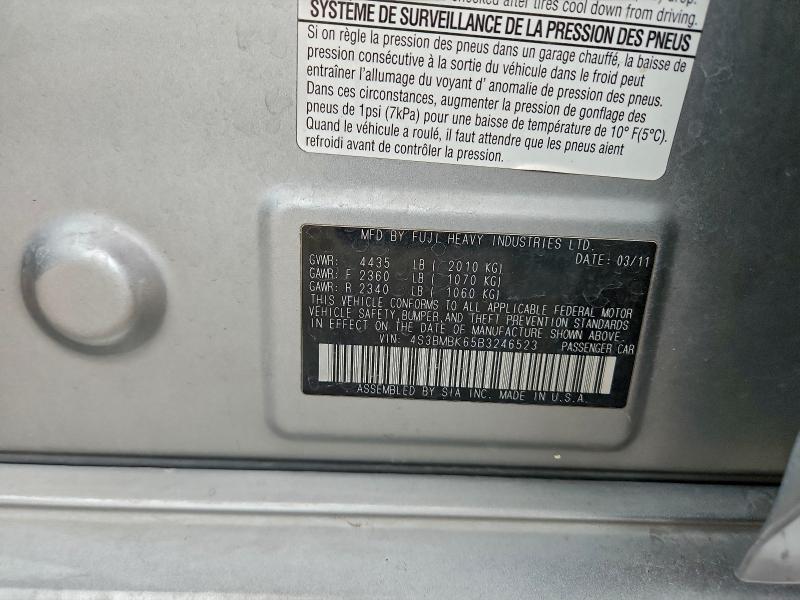 checked after tires cool down from driving.
SYSTÈME DE SURVEILLANCE DE LA PRESSION DES PNEUS
Si on règle la pression des pneus dans un garage chauffé, la baisse de
pression consécutive à la sortie du véhicule dans le froid peut
entraîner l'allumage du voyant d' anomalie de pression des pneus.
Dans ces circonstances, augmenter la pression de gonflage des
pneus de 1psi (7kPa) pour une baisse de température de 10° F(5°C).
Quand le véhicule a roulé, il faut attendre que les pneus aient
refroidi avant de contrôler la pression.
MFD BY FUJI HEAVY INDUSTRIES LTD.
GVWR: 4435 LB ( 2010 KG) DATE: 03/11
GAWR: F 2360 LB ( 1070 KG)
GAWR: R 2340 LB ( 1060 KG)
THIS VEHICLE CONFORMS TO ALL APPLICABLE FEDERAL MOTOR
VEHICLE SAFETY, BUMPER, AND THEFT PREVENTION STANDARDS
IN EFFECT ON THE DATE OF MANUFACTURE SHOWN ABOVE.
VIN: 4S3BMBK65B3246523 PASSENGER CAR
ASSEMBLED BY SIA INC. MADE IN U.S.A.